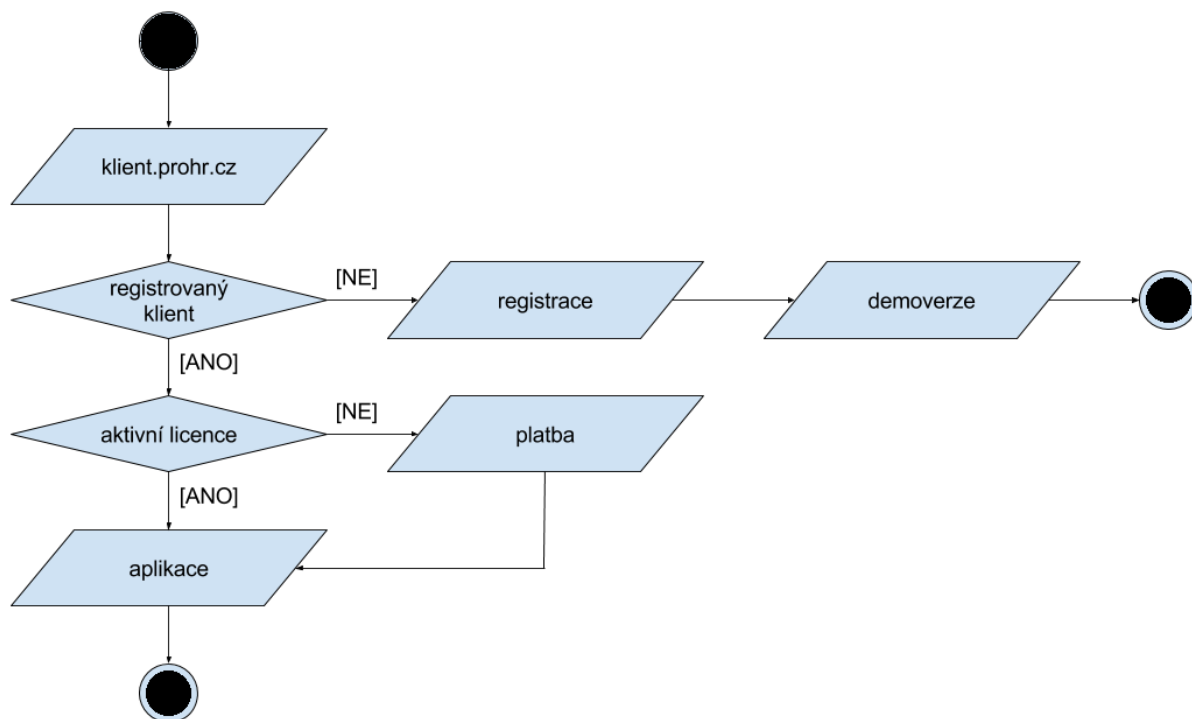 klient.prohr.cz
registrovaný
klient
[NE]
registrace
demoverze
[ANO]
aktivní licence
[NE]
platba
[ANO]
aplikace